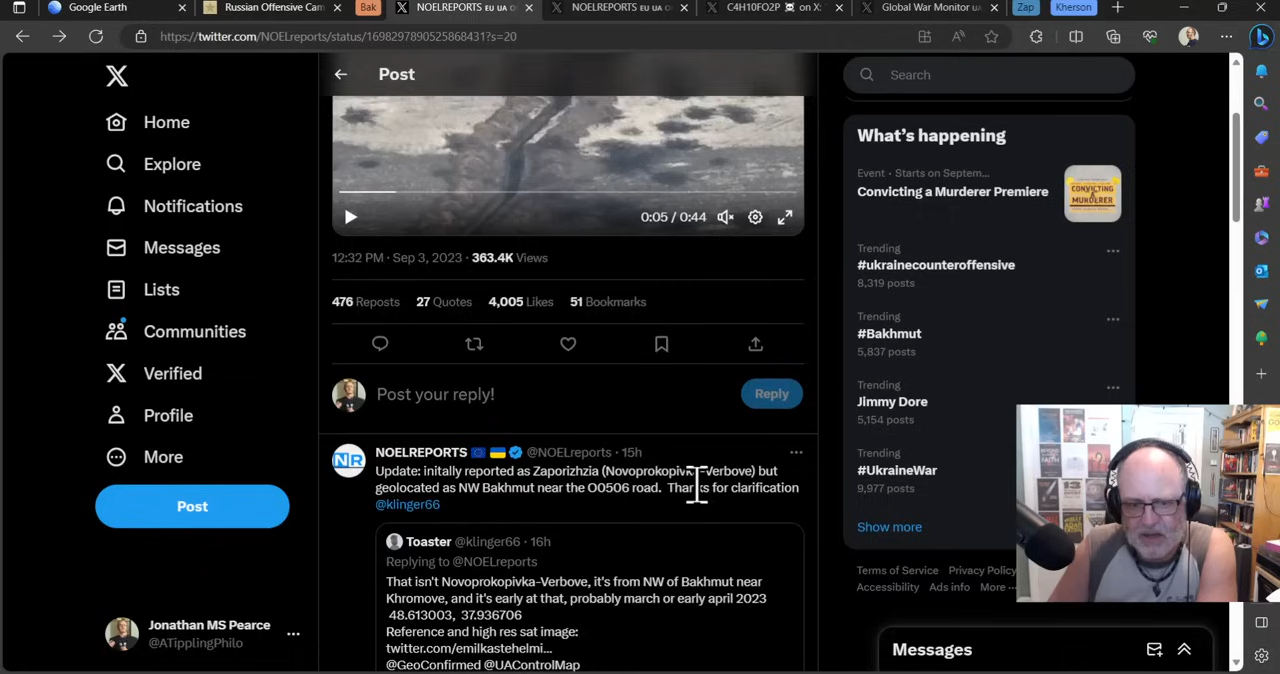 Google Earth
Russian Offensive Cam
Bak
NOELREPORTS EU UA O
NOELREPORTS EU UA O
C4H10FO2P ☠ on X:
Global War Monitor
Zap
Kherson
https://twitter.com/NOELreports/status/1698297890525868431?s=20
Home
Explore
Notifications
Messages
Lists
Communities
Verified
Profile
More
Post
Jonathan MS Pearce
@ATipplingPhilo
Post
0:05 / 0:44
12:32 PM · Sep 3, 2023 · 363.4K Views
476 Reposts 27 Quotes 4,005 Likes 51 Bookmarks
Post your reply!
Reply
NR
NOELREPORTS 🇪🇺 🇺🇦 @NOELREPORTS · 15h
Update: initally reported as Zaporizhzia (Novoprokopivka-Verbove) but
geolocated as NW Bakhmut near the O0506 road. Thanks for clarification
@klinger66
Toaster @klinger66 · 16h
Replying to @NOELreports
That isn't Novoprokopivka-Verbove, it's from NW of Bakhmut near
Khromove, and it's early at that, probably march or early april 2023
48.613003, 37.936706
Reference and high res sat image:
twitter.com/emilkastehelmi...
@GeoConfirmed @UAControlMap
Search
What's happening
Event · Starts on Septem...
Convicting a Murderer Premiere
CONVICTING
A
MURDERER
Trending
#ukrainecounteroffensive
8,319 posts
Trending
#Bakhmut
5,837 posts
Trending
Jimmy Dore
5,154 posts
Trending
#UkraineWar
9,977 posts
Show more
Terms of Service Privacy Policy
Accessibility Ads info More
Messages